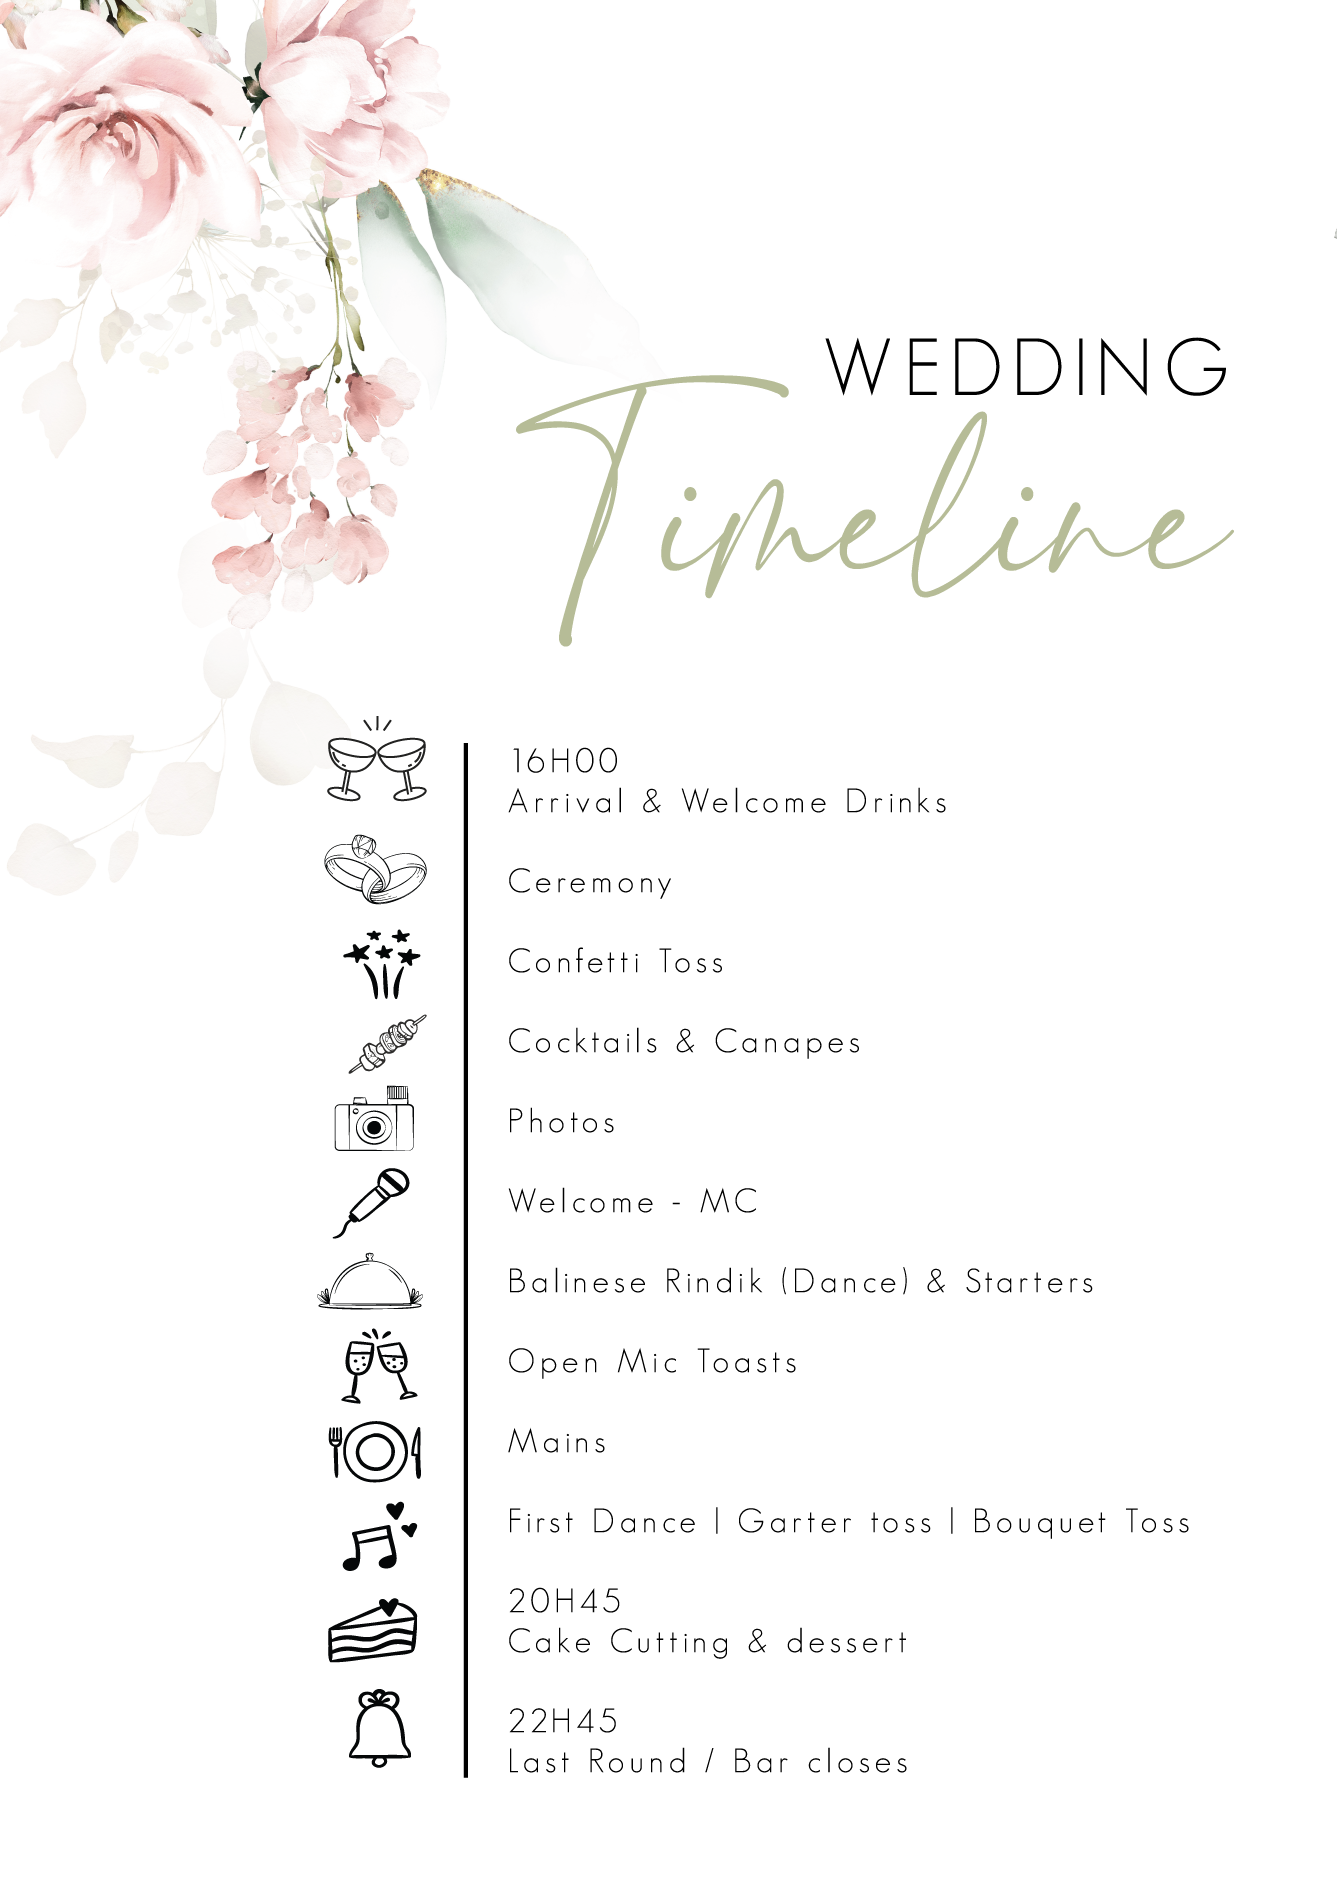 WEDDING
Timeline
16H00
Arrival & Welcome Drinks
Ceremony
Confetti Toss
Cocktails & Canapes
Photos
Welcome - MC
Balinese Rindik (Dance) & Starters
Open Mic Toasts
Mains
First Dance | Garter toss | Bouquet Toss
20H45
Cake Cutting & dessert
22H45
Last Round / Bar closes